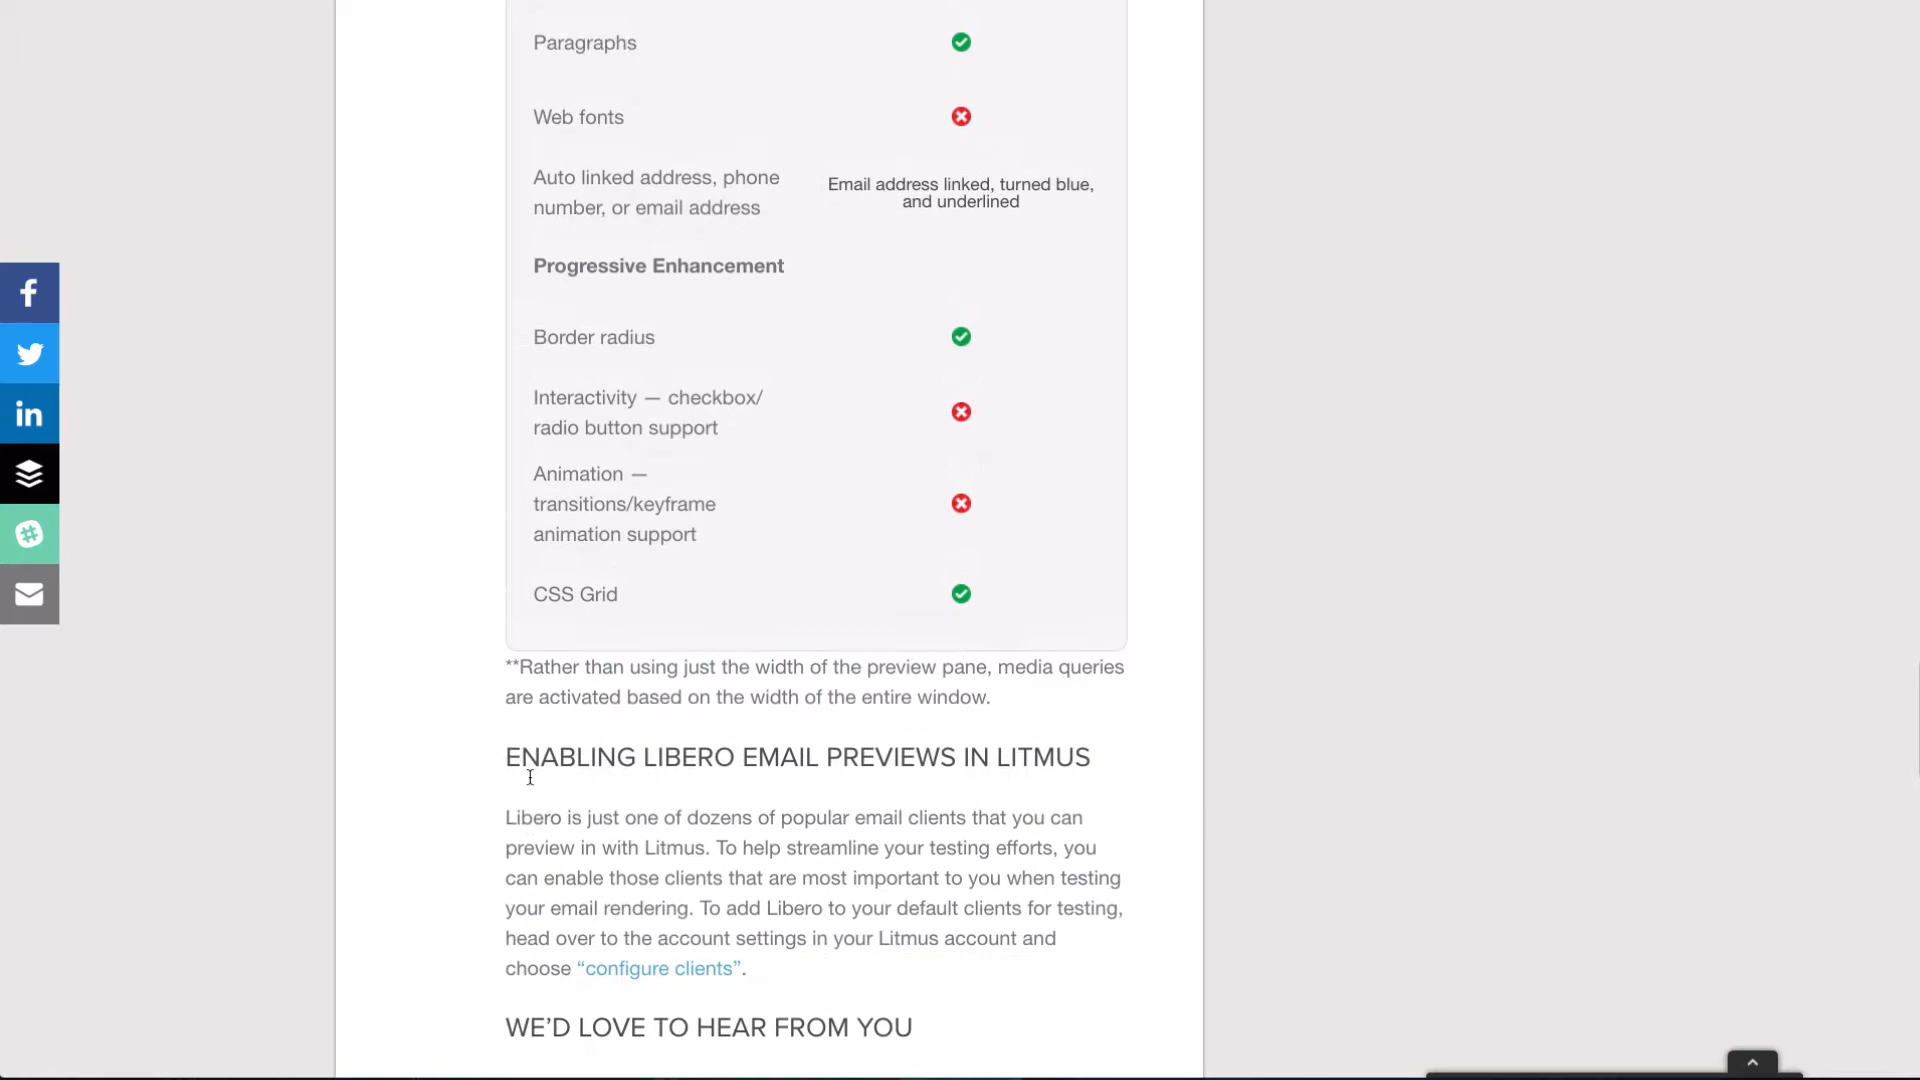 Paragraphs
Web fonts
Auto linked address, phone
number, or email address
Email address linked, turned blue,
and underlined
Progressive Enhancement
Border radius
Interactivity — checkbox/
radio button support
Animation —
transitions/keyframe
animation support
CSS Grid
**Rather than using just the width of the preview pane, media queries
are activated based on the width of the entire window.
ENABLING LIBERO EMAIL PREVIEWS IN LITMUS
Libero is just one of dozens of popular email clients that you can
preview in with Litmus. To help streamline your testing efforts, you
can enable those clients that are most important to you when testing
your email rendering. To add Libero to your default clients for testing,
head over to the account settings in your Litmus account and
choose “configure clients”.
WE’D LOVE TO HEAR FROM YOU